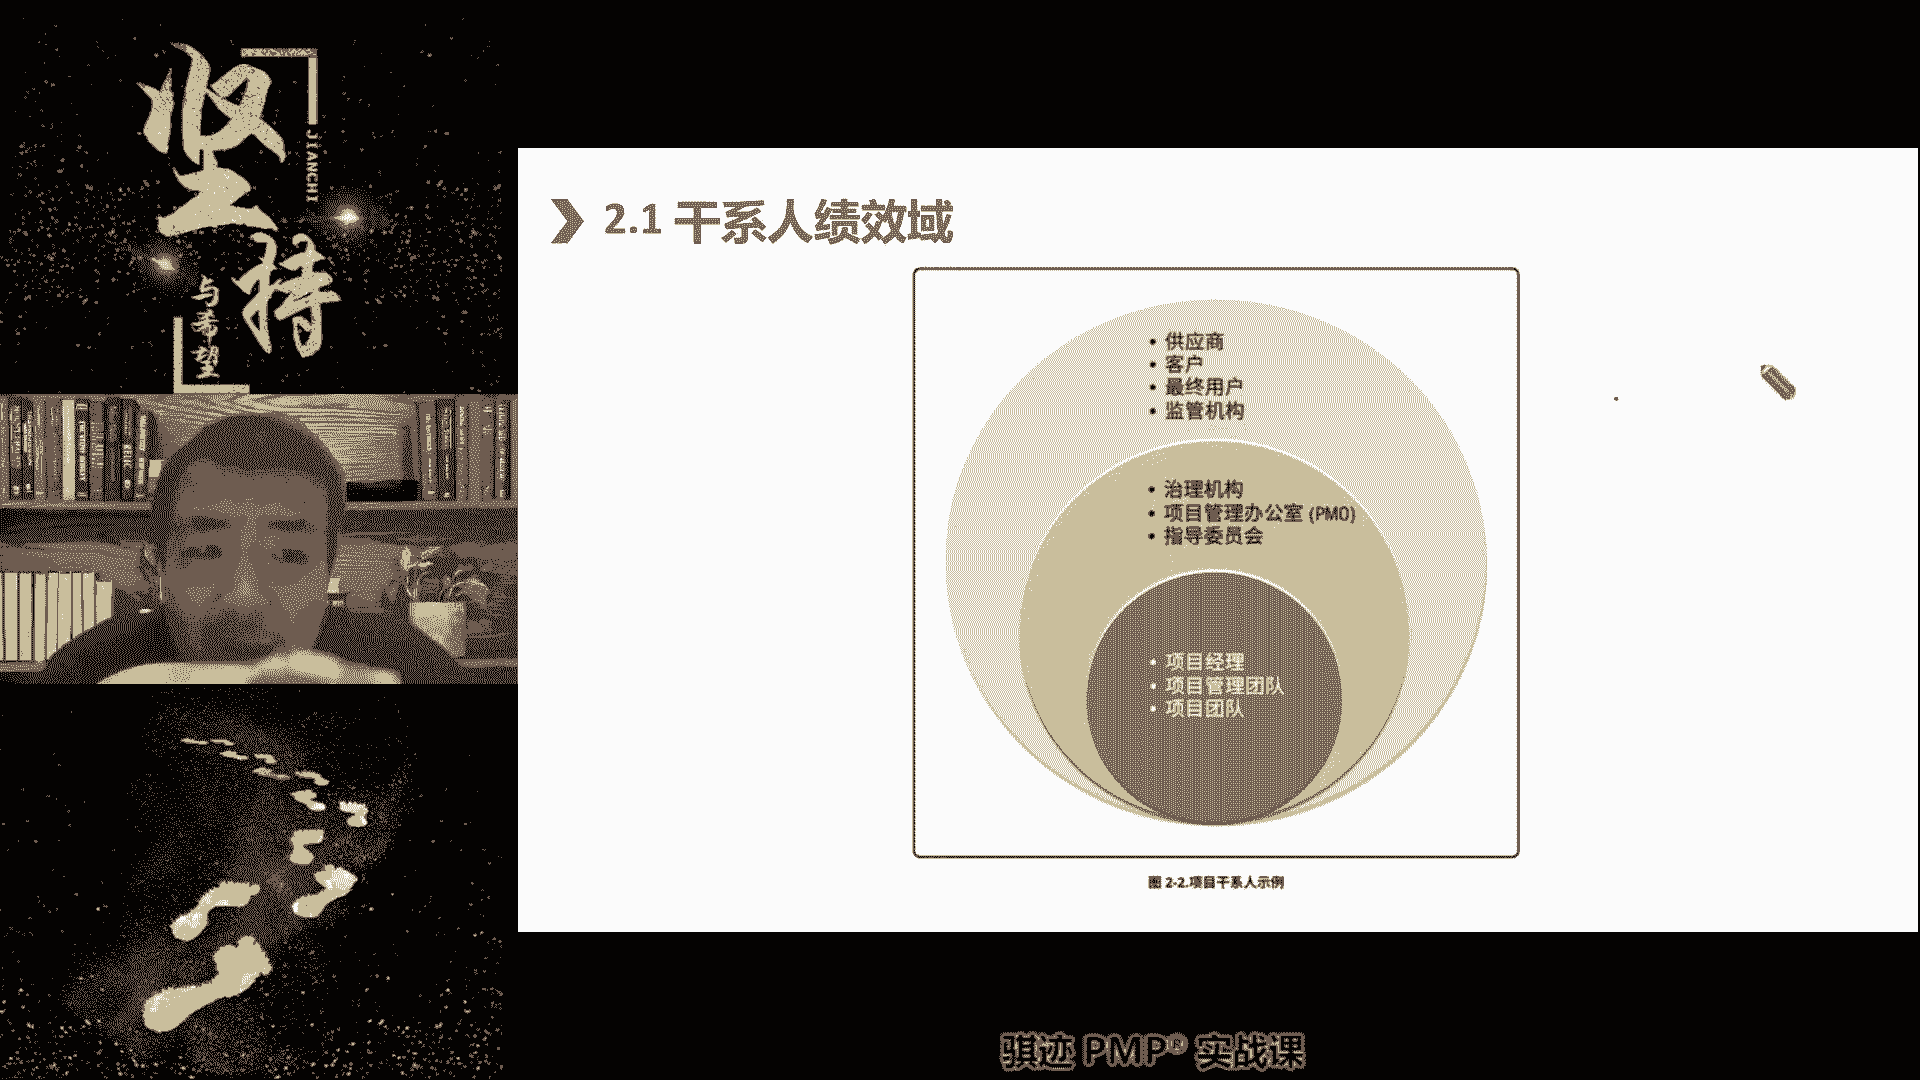 坚
持
JIANCHI
与希望
2.1 干系人绩效域
• 供应商
• 客户
• 最终用户
• 监管机构
• 治理机构
• 项目管理办公室 (PMO)
• 指导委员会
• 项目经理
• 项目管理团队
• 项目团队
图 2-2.项目干系人示例
骐迹 PMP® 实战课